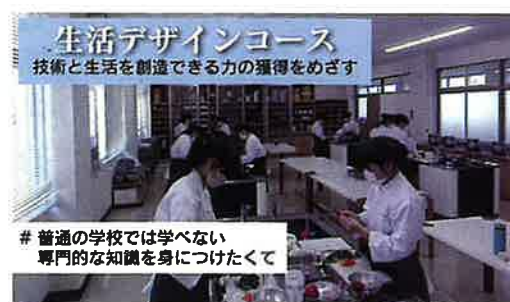 生活デザインコース
技術と生活を創造できる力の獲得をめざす
# 普通の学校では学べない
専門的な知識を身につけたくて